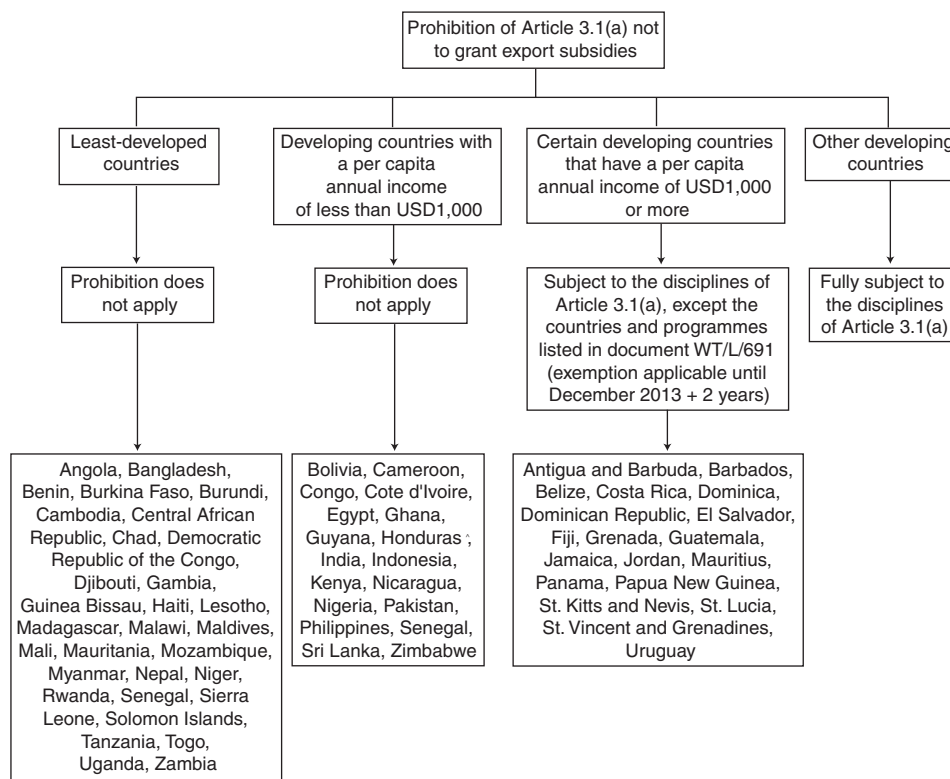 Prohibition of Article 3.1(a) not
to grant export subsidies
Least-developed
countries
Developing countries with
a per capita
annual income
of less than USD1,000
Certain developing countries
that have a per capita
annual income of USD1,000
or more
Other developing
countries
Prohibition does
not apply
Prohibition does
not apply
Subject to the disciplines of
Article 3.1(a), except the
countries and programmes
listed in document WT/L/691
(exemption applicable until
December 2013 + 2 years)
Fully subject to
the disciplines
of Article 3.1(a)
Angola, Bangladesh,
Benin, Burkina Faso, Burundi,
Cambodia, Central African
Republic, Chad, Democratic
Republic of the Congo,
Djibouti, Gambia,
Guinea Bissau, Haiti, Lesotho,
Madagascar, Malawi, Maldives,
Mali, Mauritania, Mozambique,
Myanmar, Nepal, Niger,
Rwanda, Senegal, Sierra
Leone, Solomon Islands,
Tanzania, Togo,
Uganda, Zambia
Bolivia, Cameroon,
Congo, Cote d'Ivoire,
Egypt, Ghana,
Guyana, Honduras,
India, Indonesia,
Kenya, Nicaragua,
Nigeria, Pakistan,
Philippines, Senegal,
Sri Lanka, Zimbabwe
Antigua and Barbuda, Barbados,
Belize, Costa Rica, Dominica,
Dominican Republic, El Salvador,
Fiji, Grenada, Guatemala,
Jamaica, Jordan, Mauritius,
Panama, Papua New Guinea,
St. Kitts and Nevis, St. Lucia,
St. Vincent and Grenadines,
Uruguay